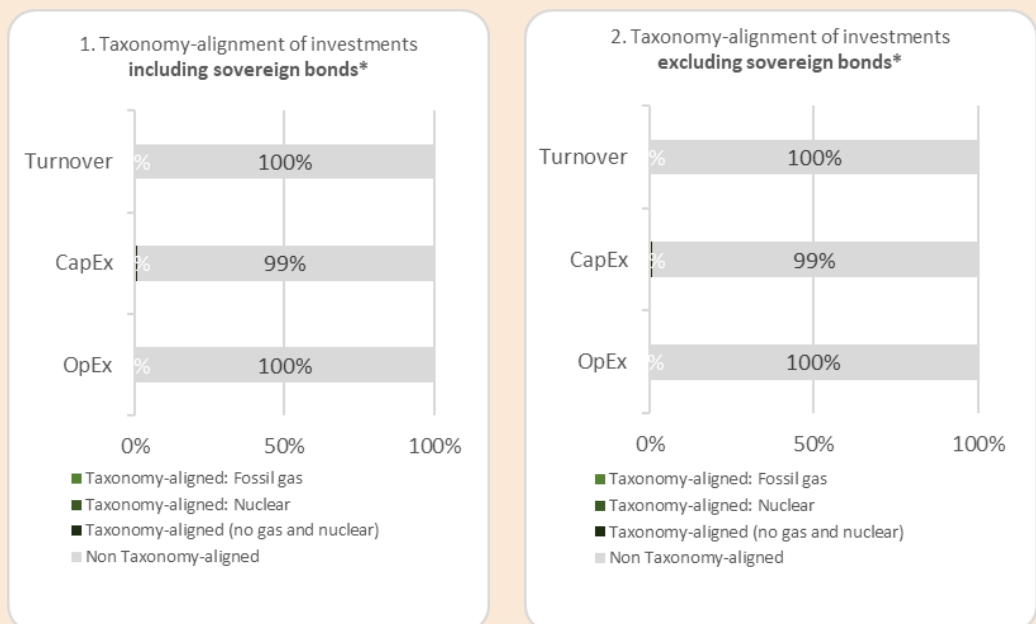 1. Taxonomy-alignment of investments
including sovereign bonds*
Turnover
%
100%
CapEx
%
99%
OpEx
%
100%
0%
50%
100%
Taxonomy-aligned: Fossil gas
Taxonomy-aligned: Nuclear
Taxonomy-aligned (no gas and nuclear)
Non Taxonomy-aligned
2. Taxonomy-alignment of investments
excluding sovereign bonds*
Turnover
%
100%
CapEx
%
99%
OpEx
%
100%
0%
50%
100%
Taxonomy-aligned: Fossil gas
Taxonomy-aligned: Nuclear
Taxonomy-aligned (no gas and nuclear)
Non Taxonomy-aligned